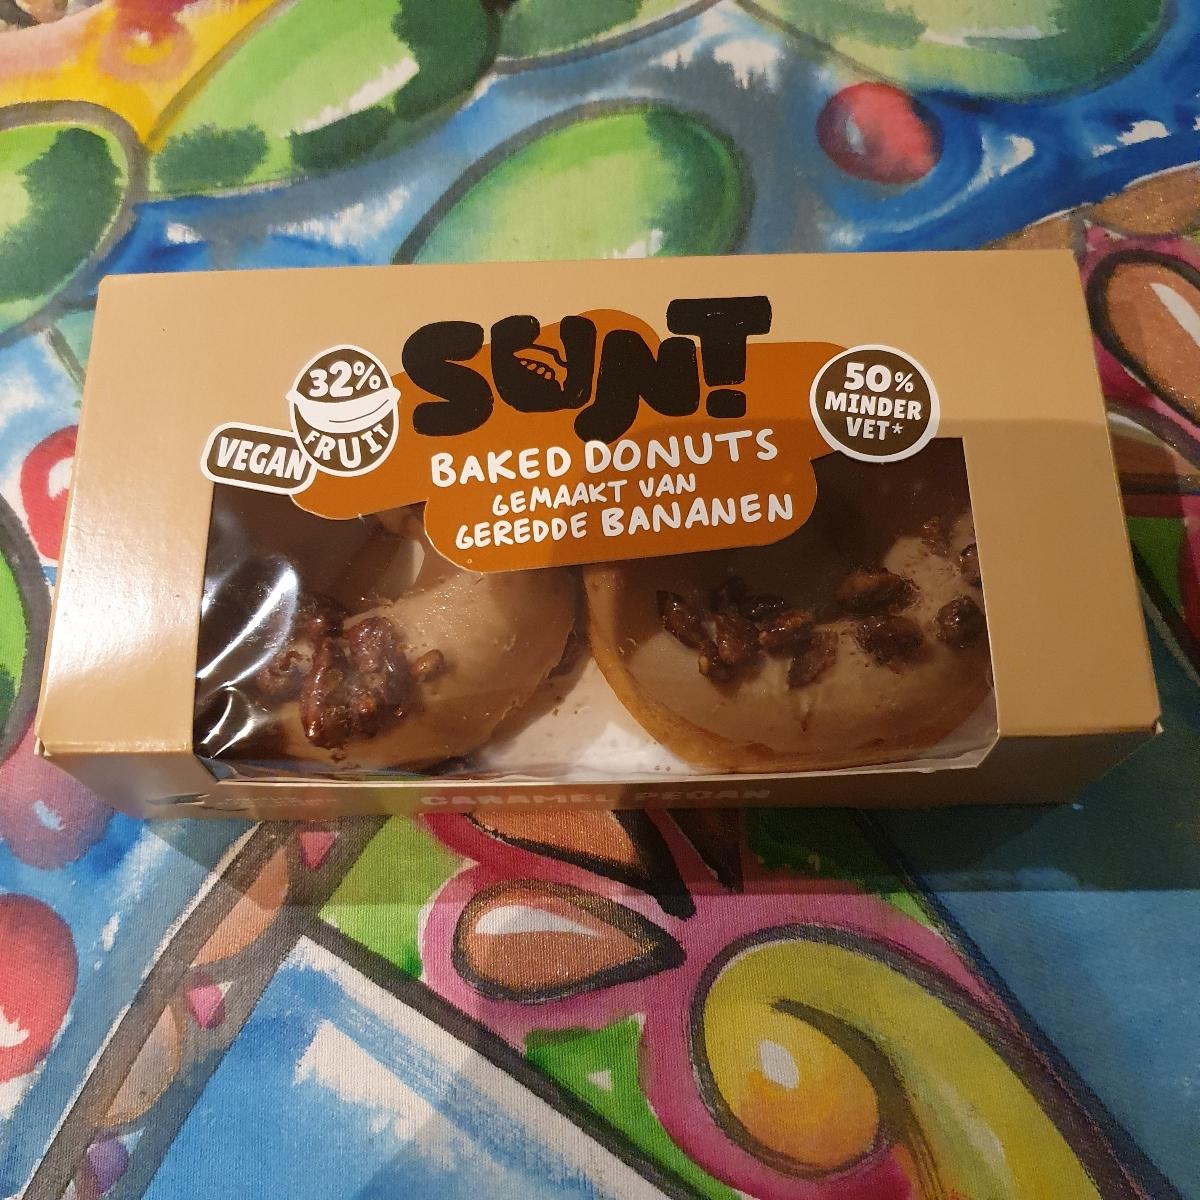 SUNT
32%
FRUIT
VEGAN
50%
MINDER
VET*
BAKED DONUTS
GEMAAKT VAN
GEREDDE BANANEN
CARAMEL PECAN